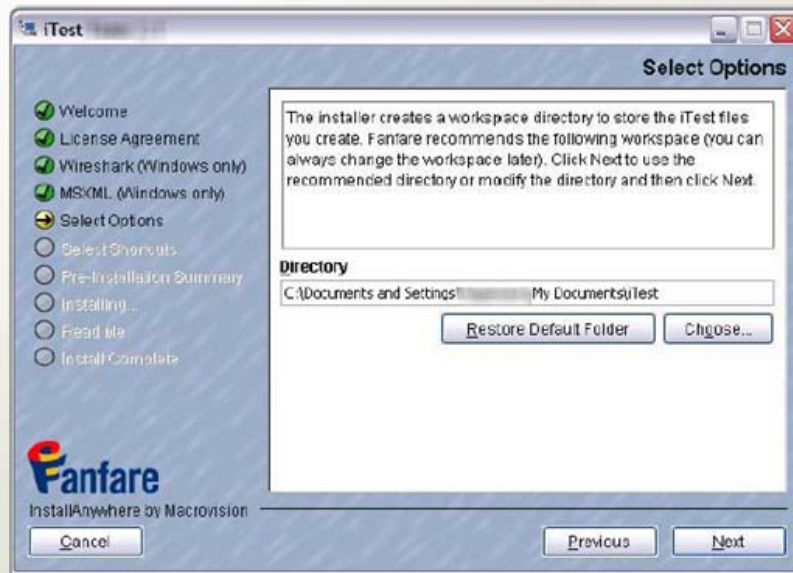 iTest
Select Options
Welcome
License Agreement
Wireshark (Windows only)
MSXML (Windows only)
Select Options
Select Shortcuts
Pre-Installation Summary
Installing...
Read Me
Install Complete
The installer creates a workspace directory to store the iTest files
you create. Fanfare recommends the following workspace (you can
always change the workspace later). Click Next to use the
recommended directory or modify the directory and then click Next.
Directory
C:\Documents and Settings\ My Documents\iTest
Restore Default Folder Choose...
Fanfare
InstallAnywhere by Macrovision
Cancel Previous Next